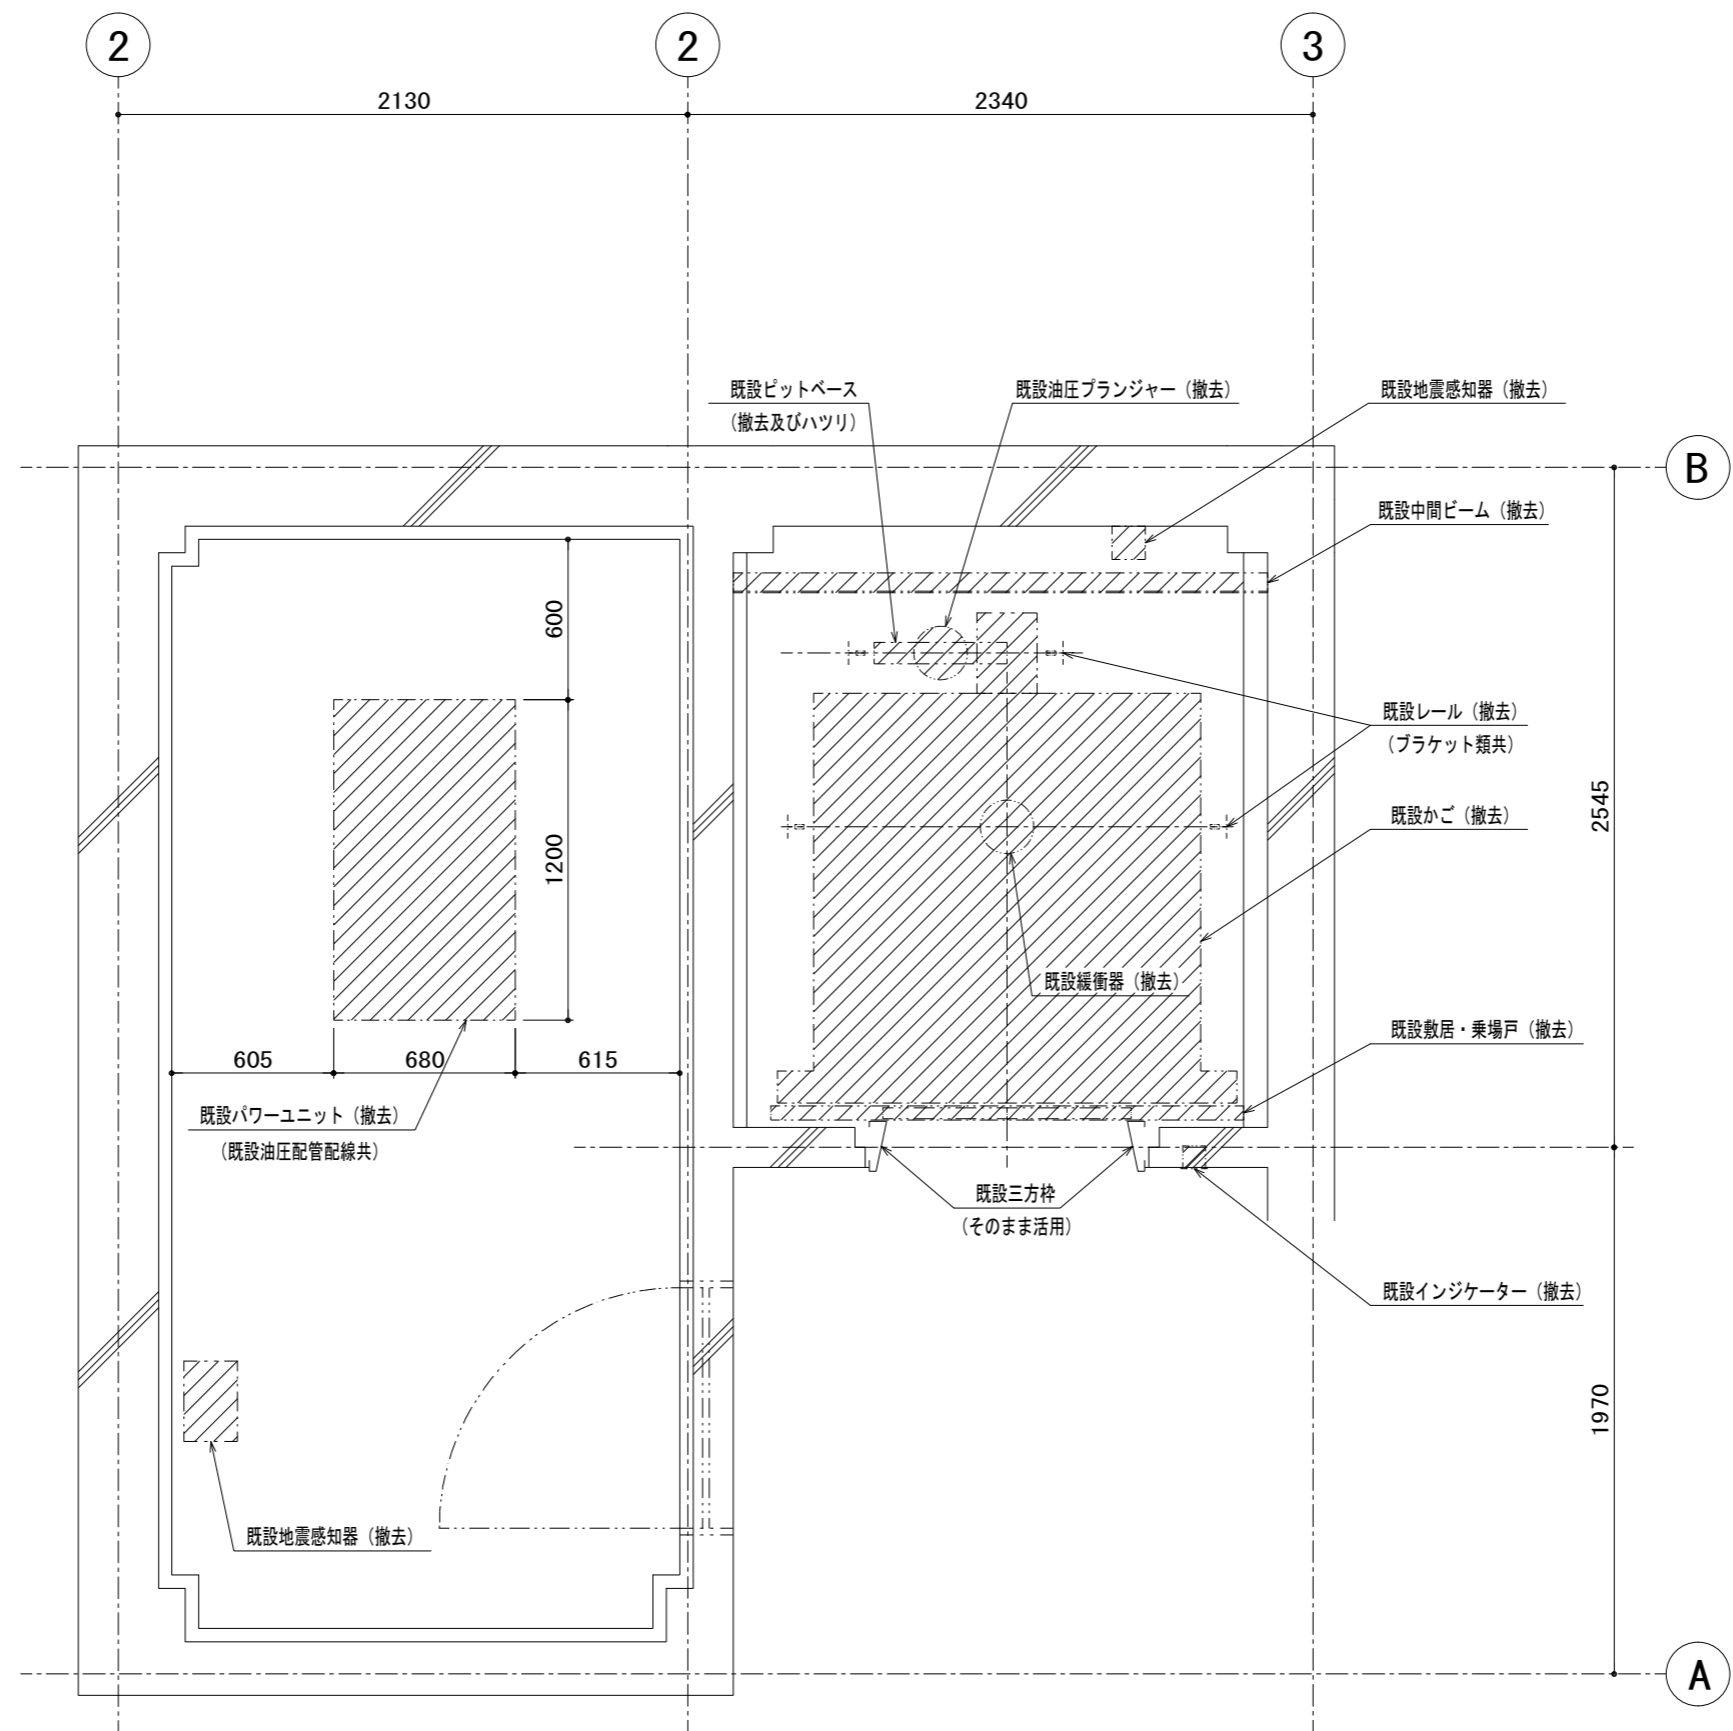 2
2
3
2130
2340
既設ピットベース
(撤去及びハツリ)
既設油圧プランジャー(撤去)
既設地震感知器(撤去)
B
既設中間ビーム(撤去)
600
既設レール(撤去)
(ブラケット類共)
2545
既設かご(撤去)
1200
既設緩衝器(撤去)
既設敷居・乗場戸(撤去)
605
680
615
既設パワーユニット(撤去)
(既設油圧配管配線共)
既設三方枠
(そのまま活用)
既設インジケーター(撤去)
1970
既設地震感知器(撤去)
A